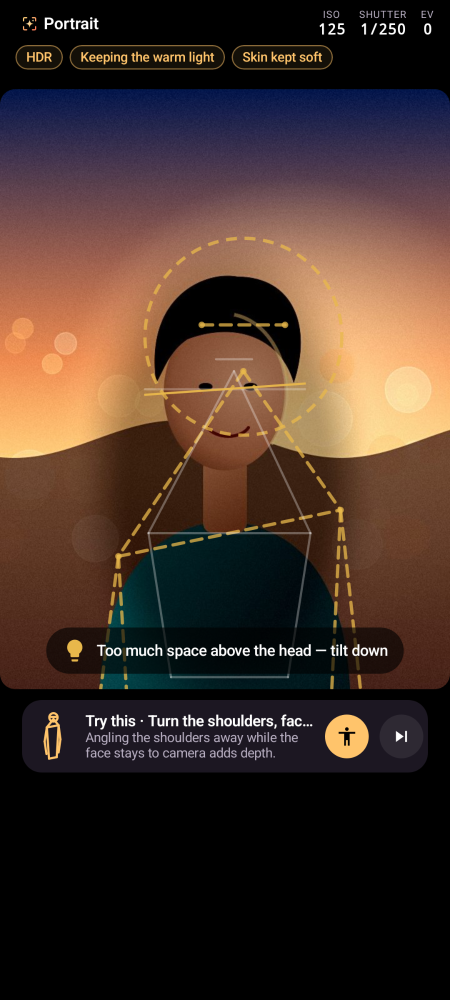 Portrait
ISO
125
SHUTTER
1/250
EV
0
HDR
Keeping the warm light
Skin kept soft
Too much space above the head — tilt down
Try this · Turn the shoulders, fac...
Angling the shoulders away while the
face stays to camera adds depth.